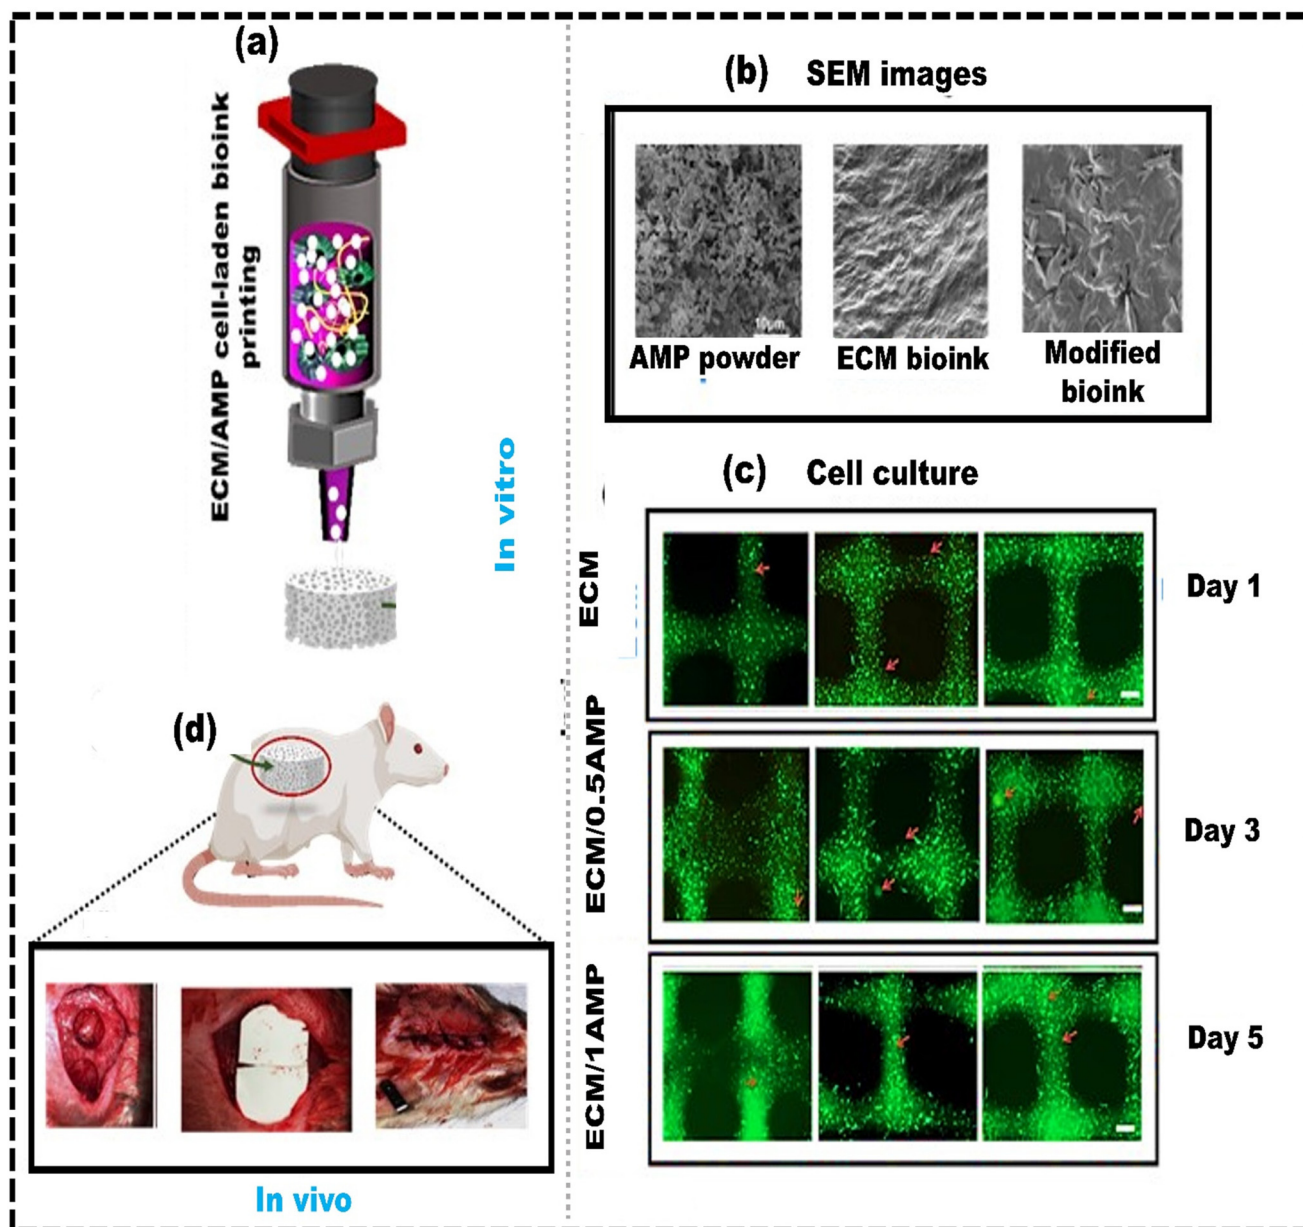 (a)
ECM/AMP cell-laden bioink
printing
In vitro
(b) SEM images
10µm
AMP powder
ECM bioink
Modified
bioink
(c) Cell culture
ECM
Day 1
ECM/0.5AMP
Day 3
ECM/1AMP
Day 5
(d)
In vivo